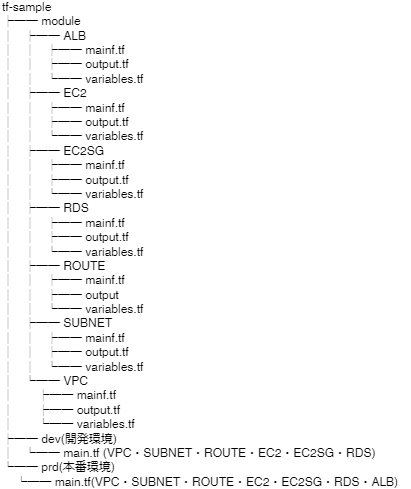 tf-sample
├── module
│   ├── ALB
│   │   ├── mainf.tf
│   │   ├── output.tf
│   │   └── variables.tf
│   ├── EC2
│   │   ├── mainf.tf
│   │   ├── output.tf
│   │   └── variables.tf
│   ├── EC2SG
│   │   ├── mainf.tf
│   │   ├── output.tf
│   │   └── variables.tf
│   ├── RDS
│   │   ├── mainf.tf
│   │   ├── output.tf
│   │   └── variables.tf
│   ├── ROUTE
│   │   ├── mainf.tf
│   │   ├── output
│   │   └── variables.tf
│   ├── SUBNET
│   │   ├── mainf.tf
│   │   ├── output.tf
│   │   └── variables.tf
│   └── VPC
│       ├── mainf.tf
│       ├── output.tf
│       └── variables.tf
├── dev(開発環境)
│   └── main.tf (VPC・SUBNET・ROUTE・EC2・EC2SG・RDS)
└── prd(本番環境)
    └── main.tf(VPC・SUBNET・ROUTE・EC2・EC2SG・RDS・ALB)